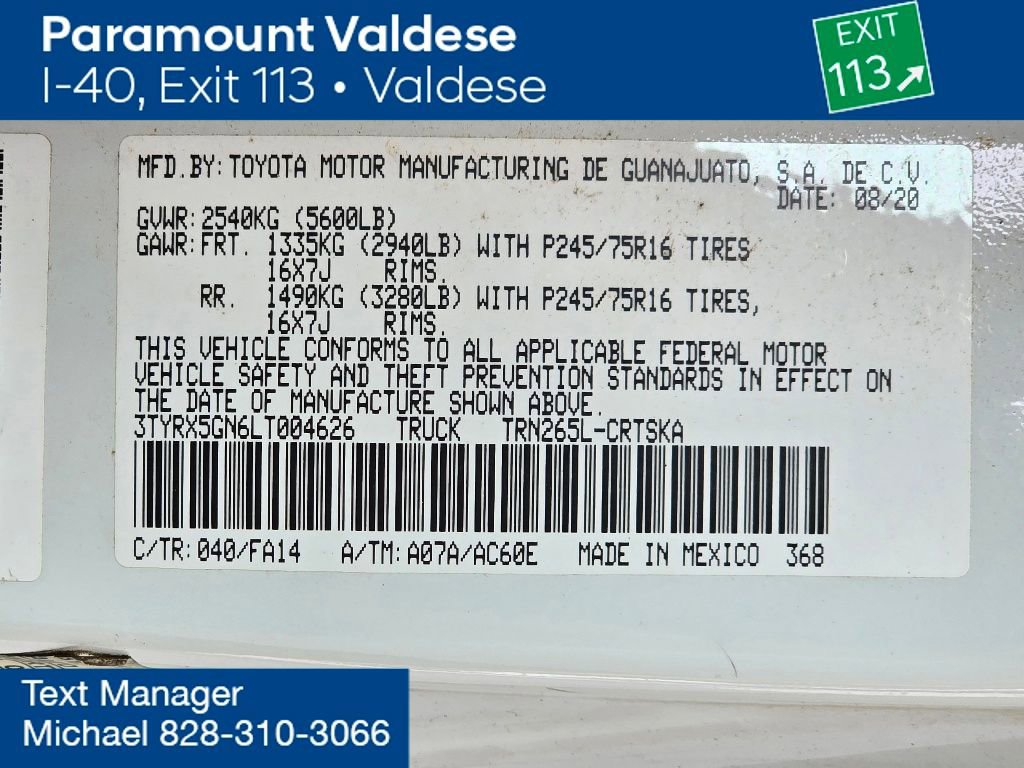 Paramount Valdese
I-40, Exit 113 • Valdese
EXIT
113
MFD.BY:TOYOTA MOTOR MANUFACTURING DE GUANAJUATO, S.A. DE C.V.
DATE: 08/20
GVWR:2540KG (5600LB)
GAWR:FRT. 1335KG (2940LB) WITH P245/75R16 TIRES
16X7J RIMS.
RR. 1490KG (3280LB) WITH P245/75R16 TIRES,
16X7J RIMS.
THIS VEHICLE CONFORMS TO ALL APPLICABLE FEDERAL MOTOR
VEHICLE SAFETY AND THEFT PREVENTION STANDARDS IN EFFECT ON
THE DATE OF MANUFACTURE SHOWN ABOVE.
3TYRX5GN6LT004626 TRUCK TRN265L-CRTSKA
C/TR:040/FA14 A/TM:A07A/AC60E MADE IN MEXICO 368
Text Manager
Michael 828-310-3066